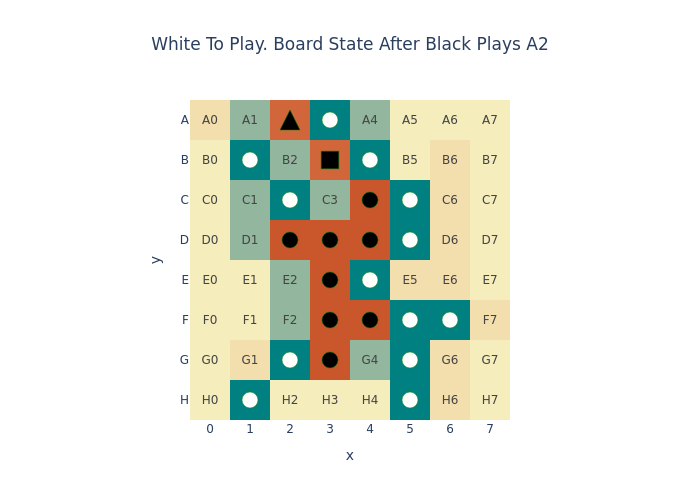 White To Play. Board State After Black Plays A2
A A0 A1 A4 A5 A6 A7
B B0 B2 B5 B6 B7
C C0 C1 C3 C6 C7
D D0 D1 D6 D7
y
E E0 E1 E2 E5 E6 E7
F F0 F1 F2 F7
G G0 G1 G4 G6 G7
H H0 H2 H3 H4 H6 H7
0 1 2 3 4 5 6 7
x